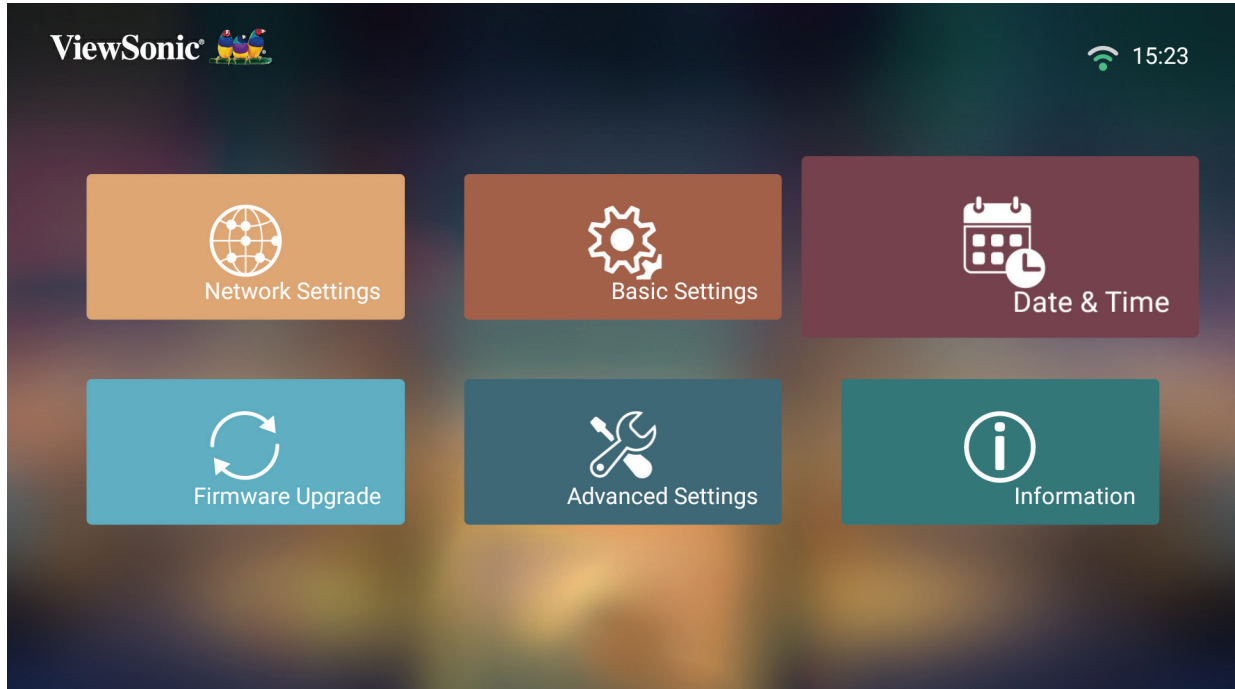 ViewSonic®
15:23
Network Settings
Basic Settings
Date & Time
Firmware Upgrade
Advanced Settings
Information